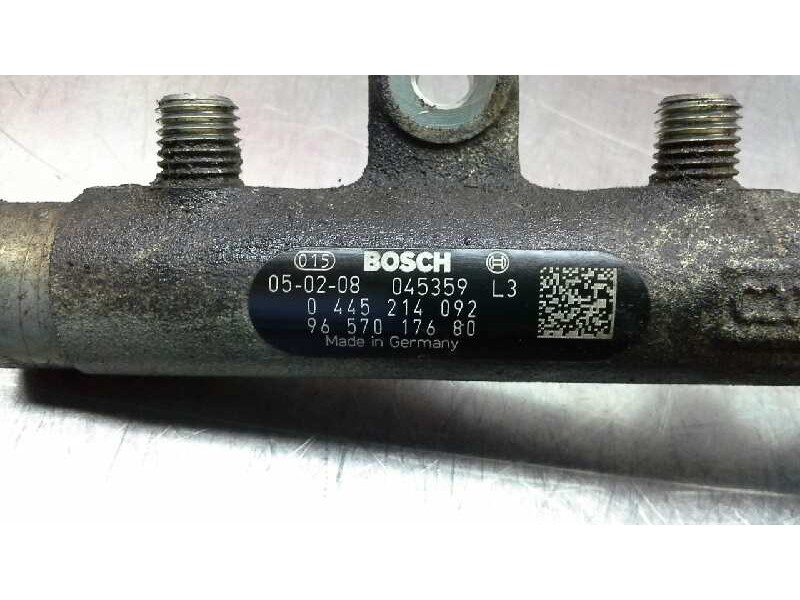 015 BOSCH
05-02-08 045359 L3
0 445 214 092
96 570 176 80
Made in Germany